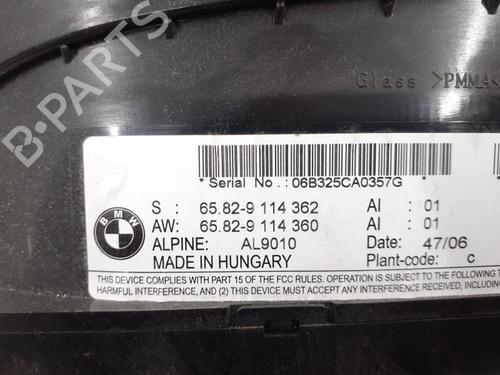 Glass >PMMA<
* Serial No.: 06B325CA0357G *
S : 65.82-9 114 362 AI : 01
AW: 65.82-9 114 360 AI : 01
ALPINE: AL9010 Date: 47/06
MADE IN HUNGARY Plant-code: c
THIS DEVICE COMPLIES WITH PART 15 OF THE FCC RULES. OPERATION IS SUBJECT TO THE FOLLOWING
HARMFUL INTERFERENCE, AND (2) THIS DEVICE MUST ACCEPT ANY INTERFERENCE
BMW
B-PARTS